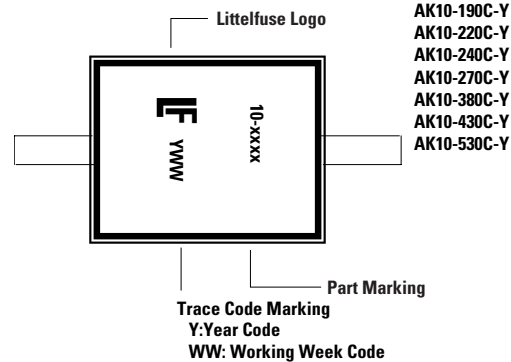 Littelfuse Logo
AK10-190C-Y
AK10-220C-Y
AK10-240C-Y
AK10-270C-Y
AK10-380C-Y
AK10-430C-Y
AK10-530C-Y
LF
YWW
10-xxxx
Part Marking
Trace Code Marking
Y:Year Code
WW: Working Week Code